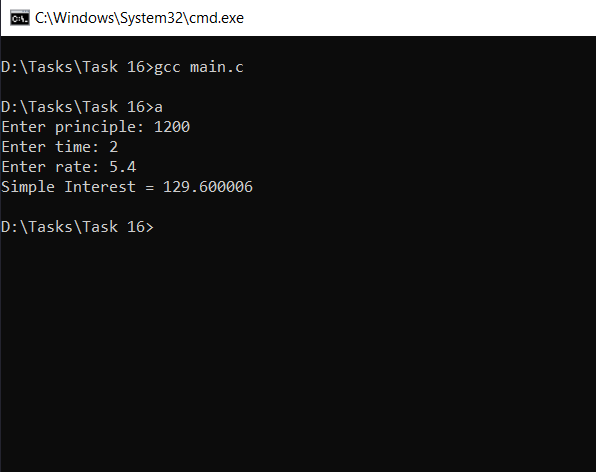 C:\Windows\System32\cmd.exe
D:\Tasks\Task 16>gcc main.c
D:\Tasks\Task 16>a
Enter principle: 1200
Enter time: 2
Enter rate: 5.4
Simple Interest = 129.600006
D:\Tasks\Task 16>